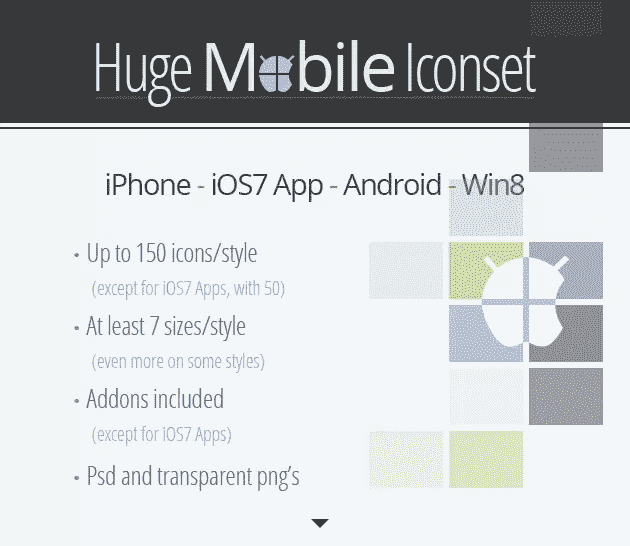 Huge Mobile Iconset
iPhone - iOS7 App - Android - Win8
• Up to 150 icons/style
(except for iOS7 Apps, with 50)
• At least 7 sizes/style
(even more on some styles)
• Addons included
(except for iOS7 Apps)
• Psd and transparent png's